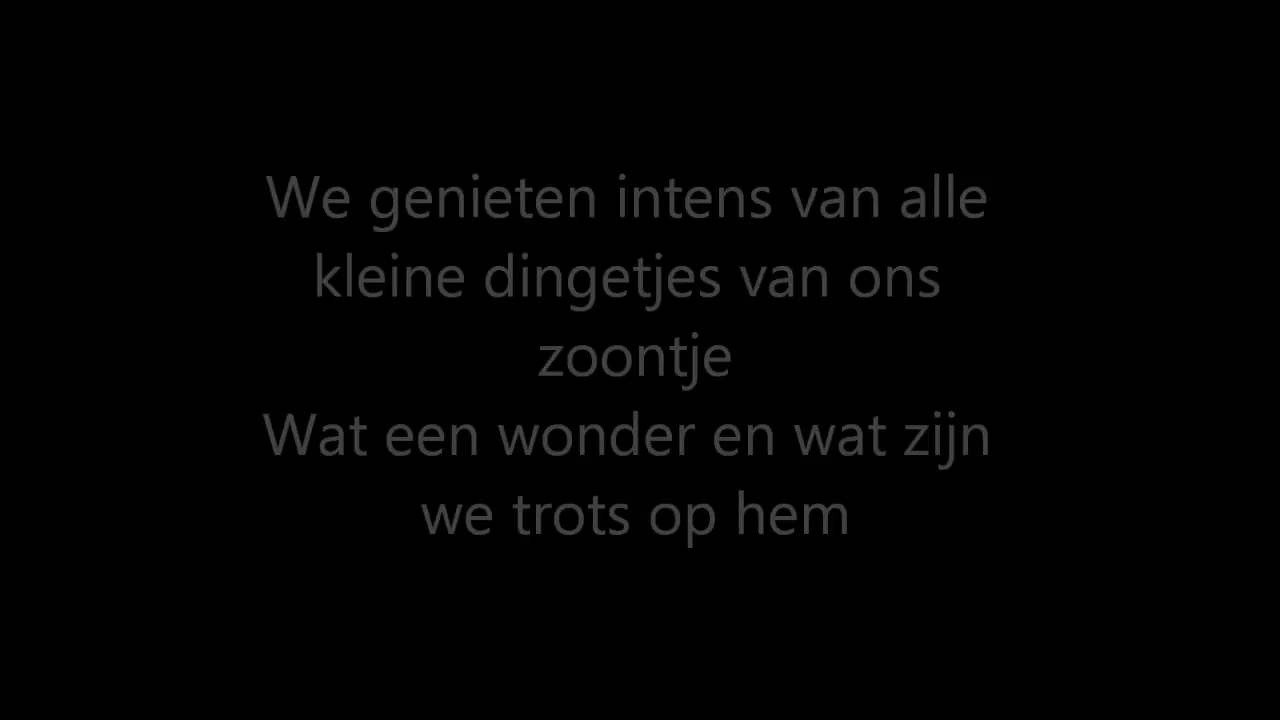 We genieten intens van alle
kleine dingetjes van ons
zoontje
Wat een wonder en wat zijn
we trots op hem